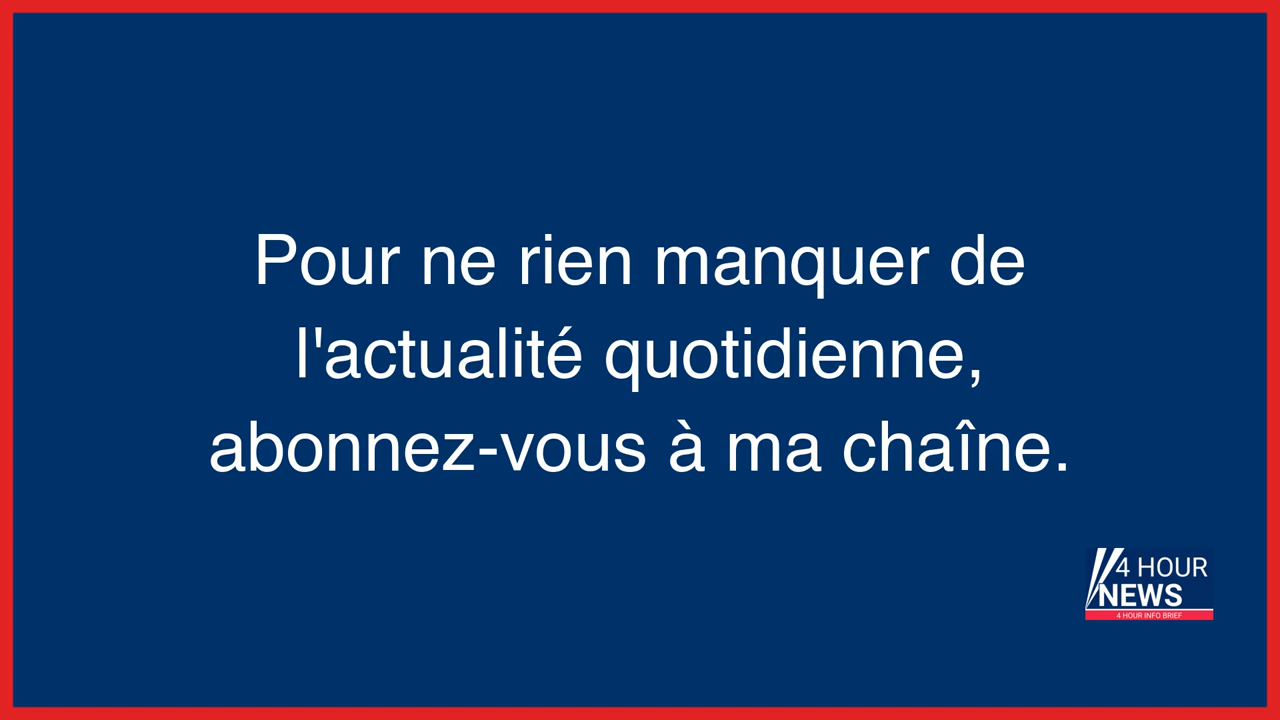 Pour ne rien manquer de
l'actualité quotidienne,
abonnez-vous à ma chaîne.
4 HOUR
NEWS
4 HOUR INFO BRIEF